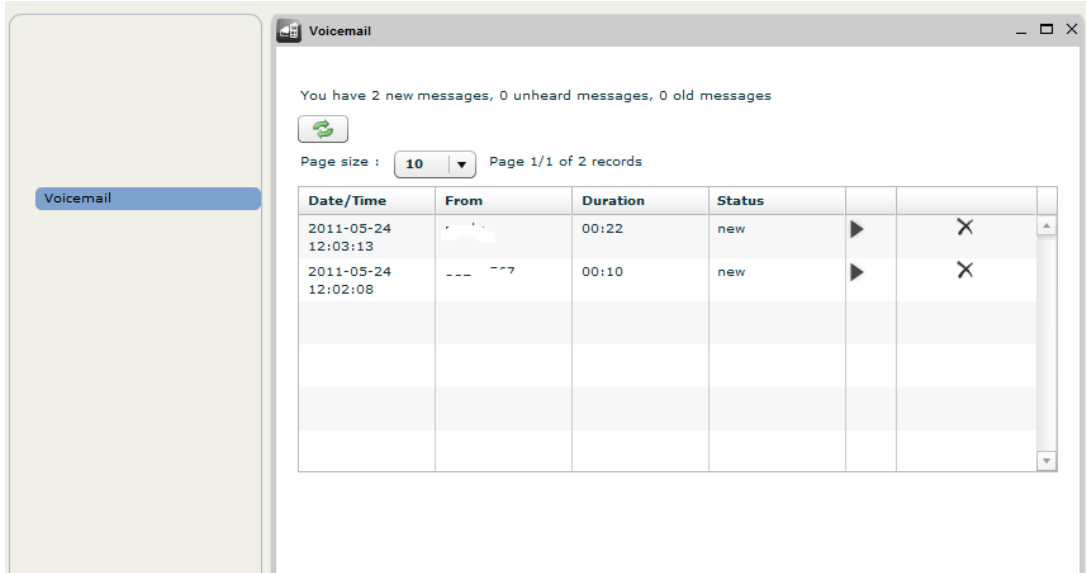 Voicemail
You have 2 new messages, 0 unheard messages, 0 old messages
Page size : 10 Page 1/1 of 2 records
Voicemail
Date/Time From Duration Status
2011-05-24 00:22 new
12:03:13
2011-05-24 00:10 new
12:02:08